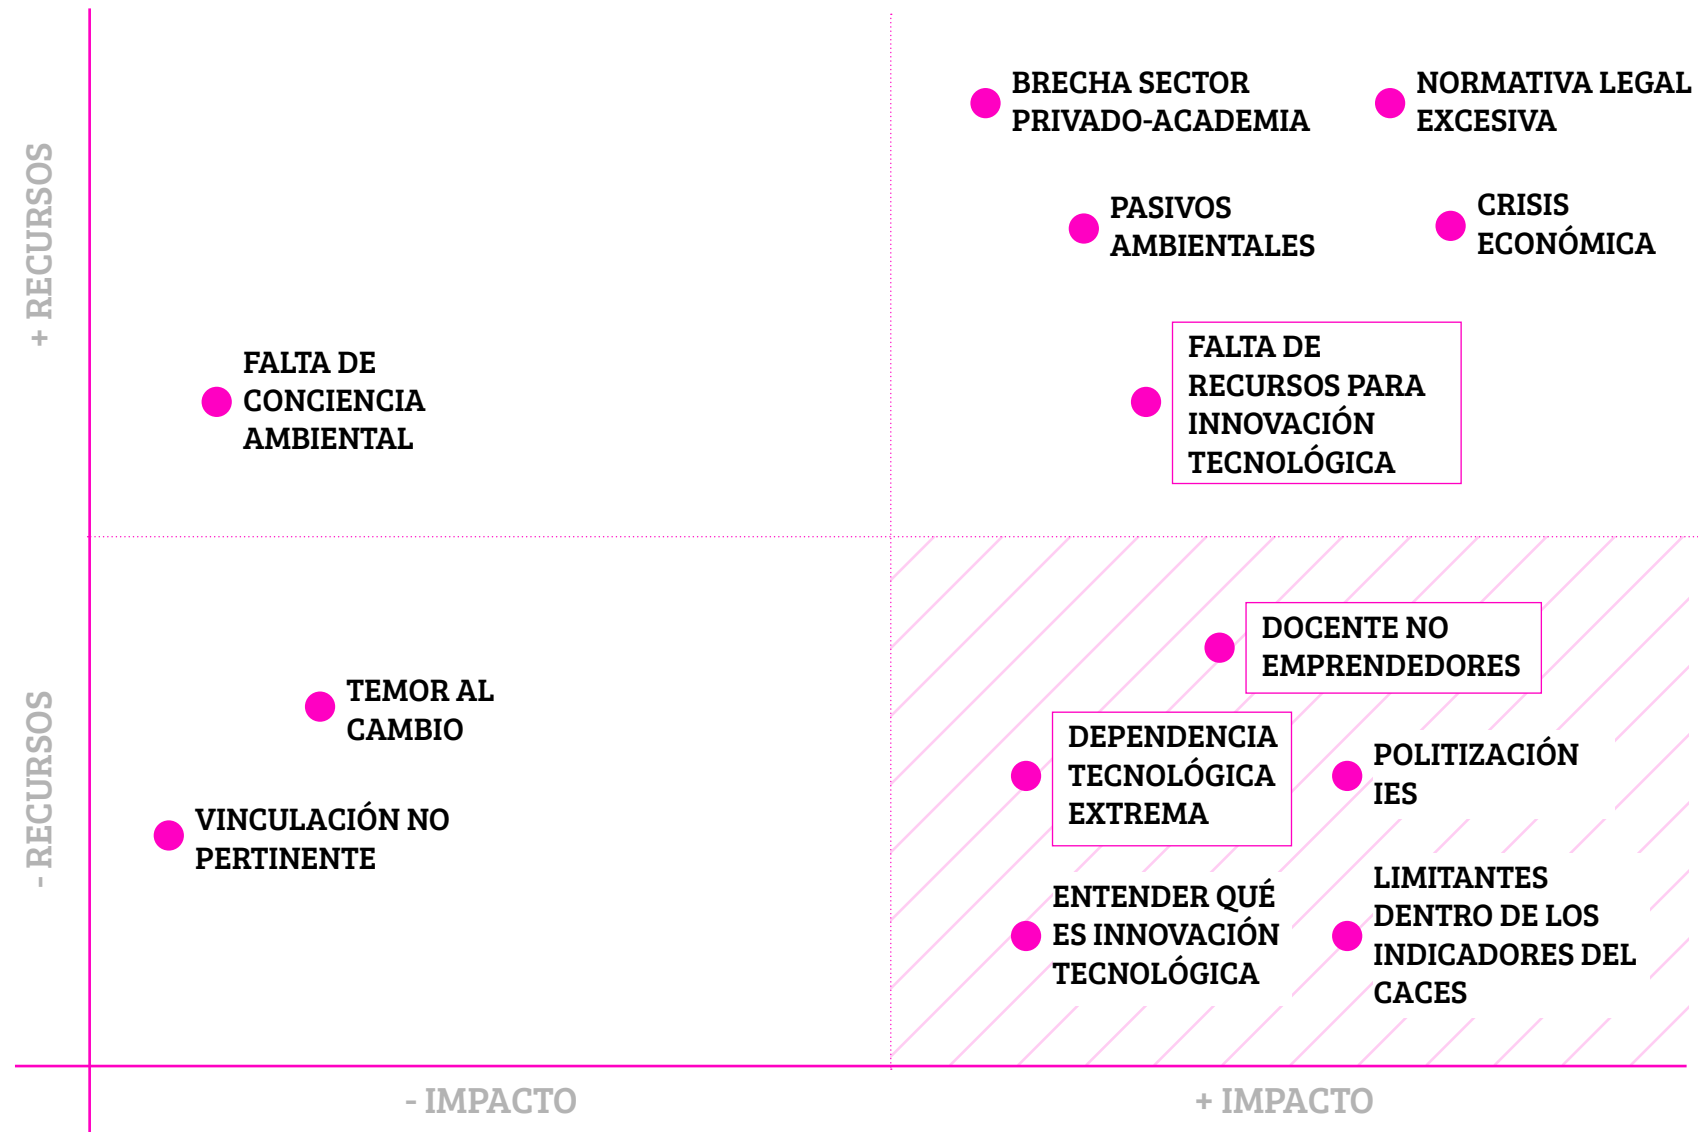 + RECURSOS
BRECHA SECTOR
PRIVADO-ACADEMIA
NORMATIVA LEGAL
EXCESIVA
PASIVOS
AMBIENTALES
CRISIS
ECONÓMICA
FALTA DE
CONCIENCIA
AMBIENTAL
FALTA DE
RECURSOS PARA
INNOVACIÓN
TECNOLÓGICA
- RECURSOS
TEMOR AL
CAMBIO
VINCULACIÓN NO
PERTINENTE
DOCENTE NO
EMPRENDEDORES
DEPENDENCIA
TECNOLÓGICA
EXTREMA
POLITIZACIÓN
IES
ENTENDER QUÉ
ES INNOVACIÓN
TECNOLÓGICA
LIMITANTES
DENTRO DE LOS
INDICADORES DEL
CACES
- IMPACTO
+ IMPACTO